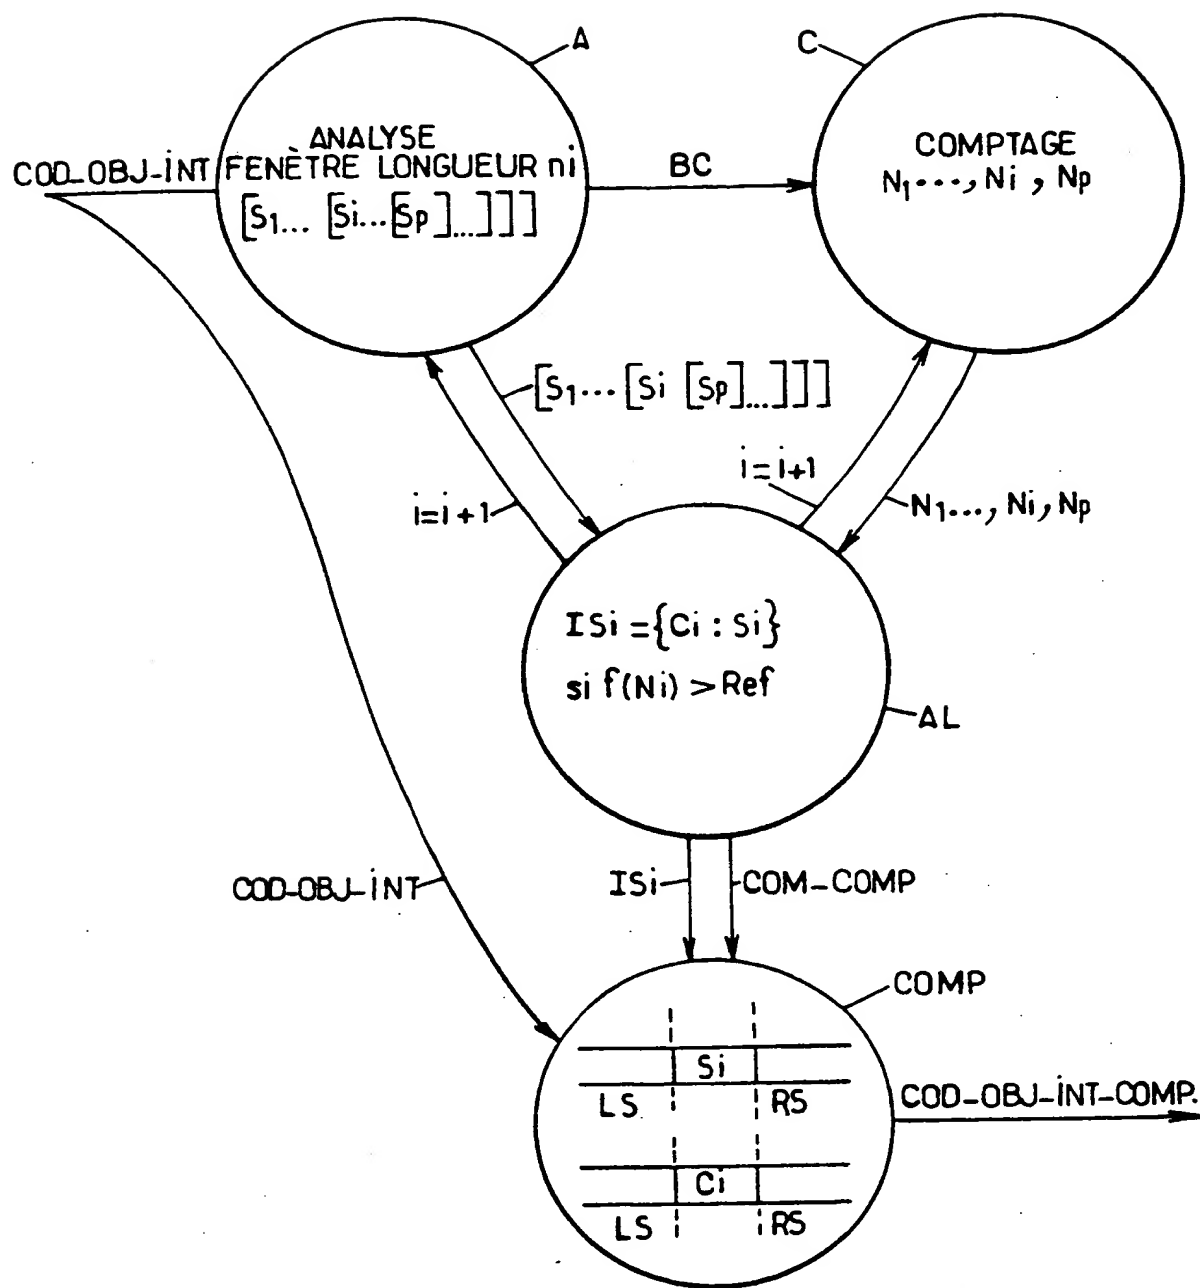 A
C
ANALYSE
COD_OBJ-INT FENÈTRE LONGUEUR ni
[S1... [Si...[Sp]...]]]
BC
COMPTAGE
N1..., Ni, Np
[S1... [Si [Sp]...]]]
i=i+1
i=i+1
N1..., Ni, Np
ISi={Ci : Si}
si f(Ni) > Ref
AL
COD-OBJ-INT
ISi
COM-COMP
COMP
Si
LS RS
COD-OBJ-INT-COMP.
Ci
LS RS